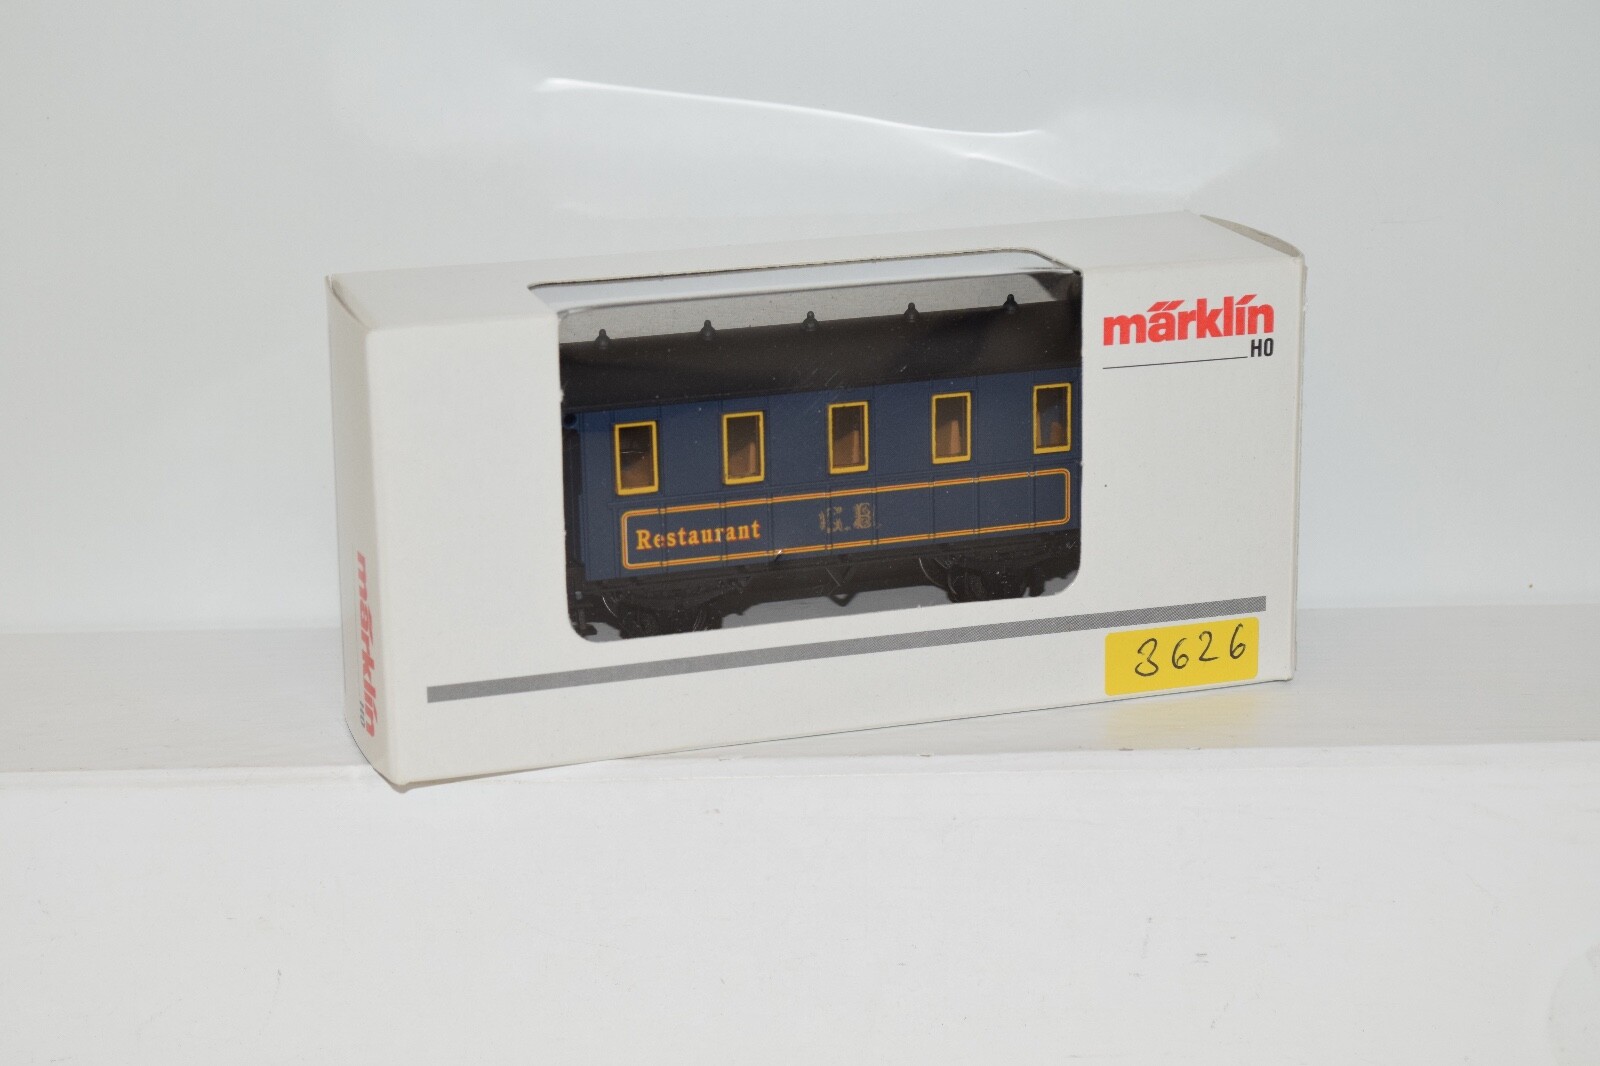 märklin
H0
Restaurant
3626
märklin
H0